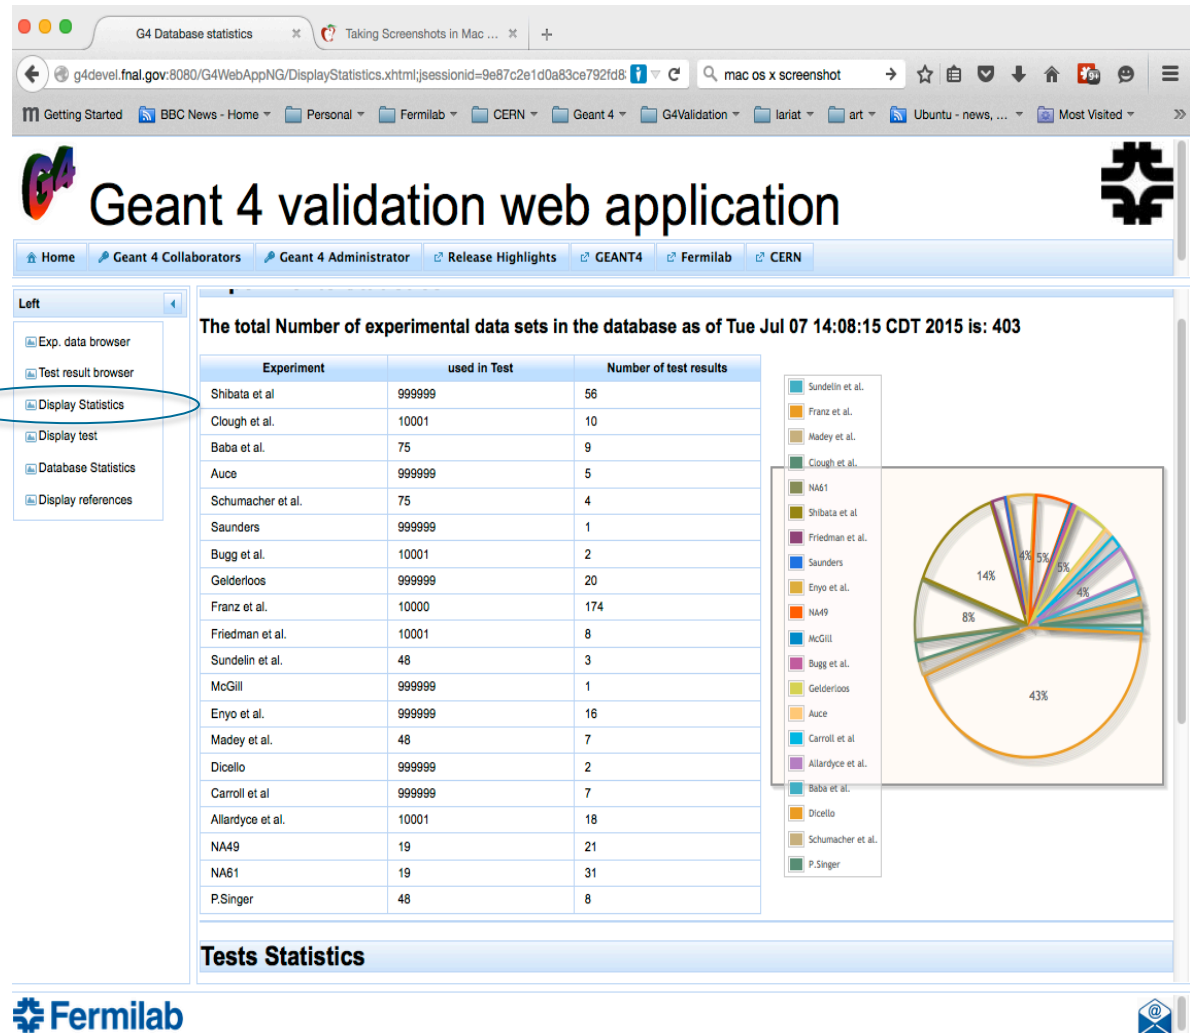 G4 Database statistics
Taking Screenshots in Mac ...
g4devel.fnal.gov:8080/G4WebAppNG/DisplayStatistics.xhtml;jsessionid=9e87c2e1d0a83ce792fd8
mac os x screenshot
9+
Getting Started BBC News - Home Personal Fermilab CERN Geant 4 G4Validation lariat art Ubuntu - news, ... Most Visited
G4
Geant 4 validation web application
Home Geant 4 Collaborators Geant 4 Administrator Release Highlights GEANT4 Fermilab CERN
Left
Exp. data browser
Test result browser
Display Statistics
Display test
Database Statistics
Display references
The total Number of experimental data sets in the database as of Tue Jul 07 14:08:15 CDT 2015 is: 403
Experiment used in Test Number of test results
Shibata et al 999999 56
Clough et al. 10001 10
Baba et al. 75 9
Auce 999999 5
Schumacher et al. 75 4
Saunders 999999 1
Bugg et al. 10001 2
Gelderloos 999999 20
Franz et al. 10000 174
Friedman et al. 10001 8
Sundelin et al. 48 3
McGill 999999 1
Enyo et al. 999999 16
Madey et al. 48 7
Dicello 999999 2
Carroll et al 999999 7
Allardyce et al. 10001 18
NA49 19 21
NA61 19 31
P.Singer 48 8
Sundelin et al.
Franz et al.
Madey et al.
Clough et al.
NA61
Shibata et al
Friedman et al.
Saunders
Enyo et al.
NA49
McGill
Bugg et al.
Gelderloos
Auce
Carroll et al
Allardyce et al.
Baba et al.
Dicello
Schumacher et al.
P.Singer
4%
5%
5%
4%
14%
8%
43%
Tests Statistics
Fermilab
@